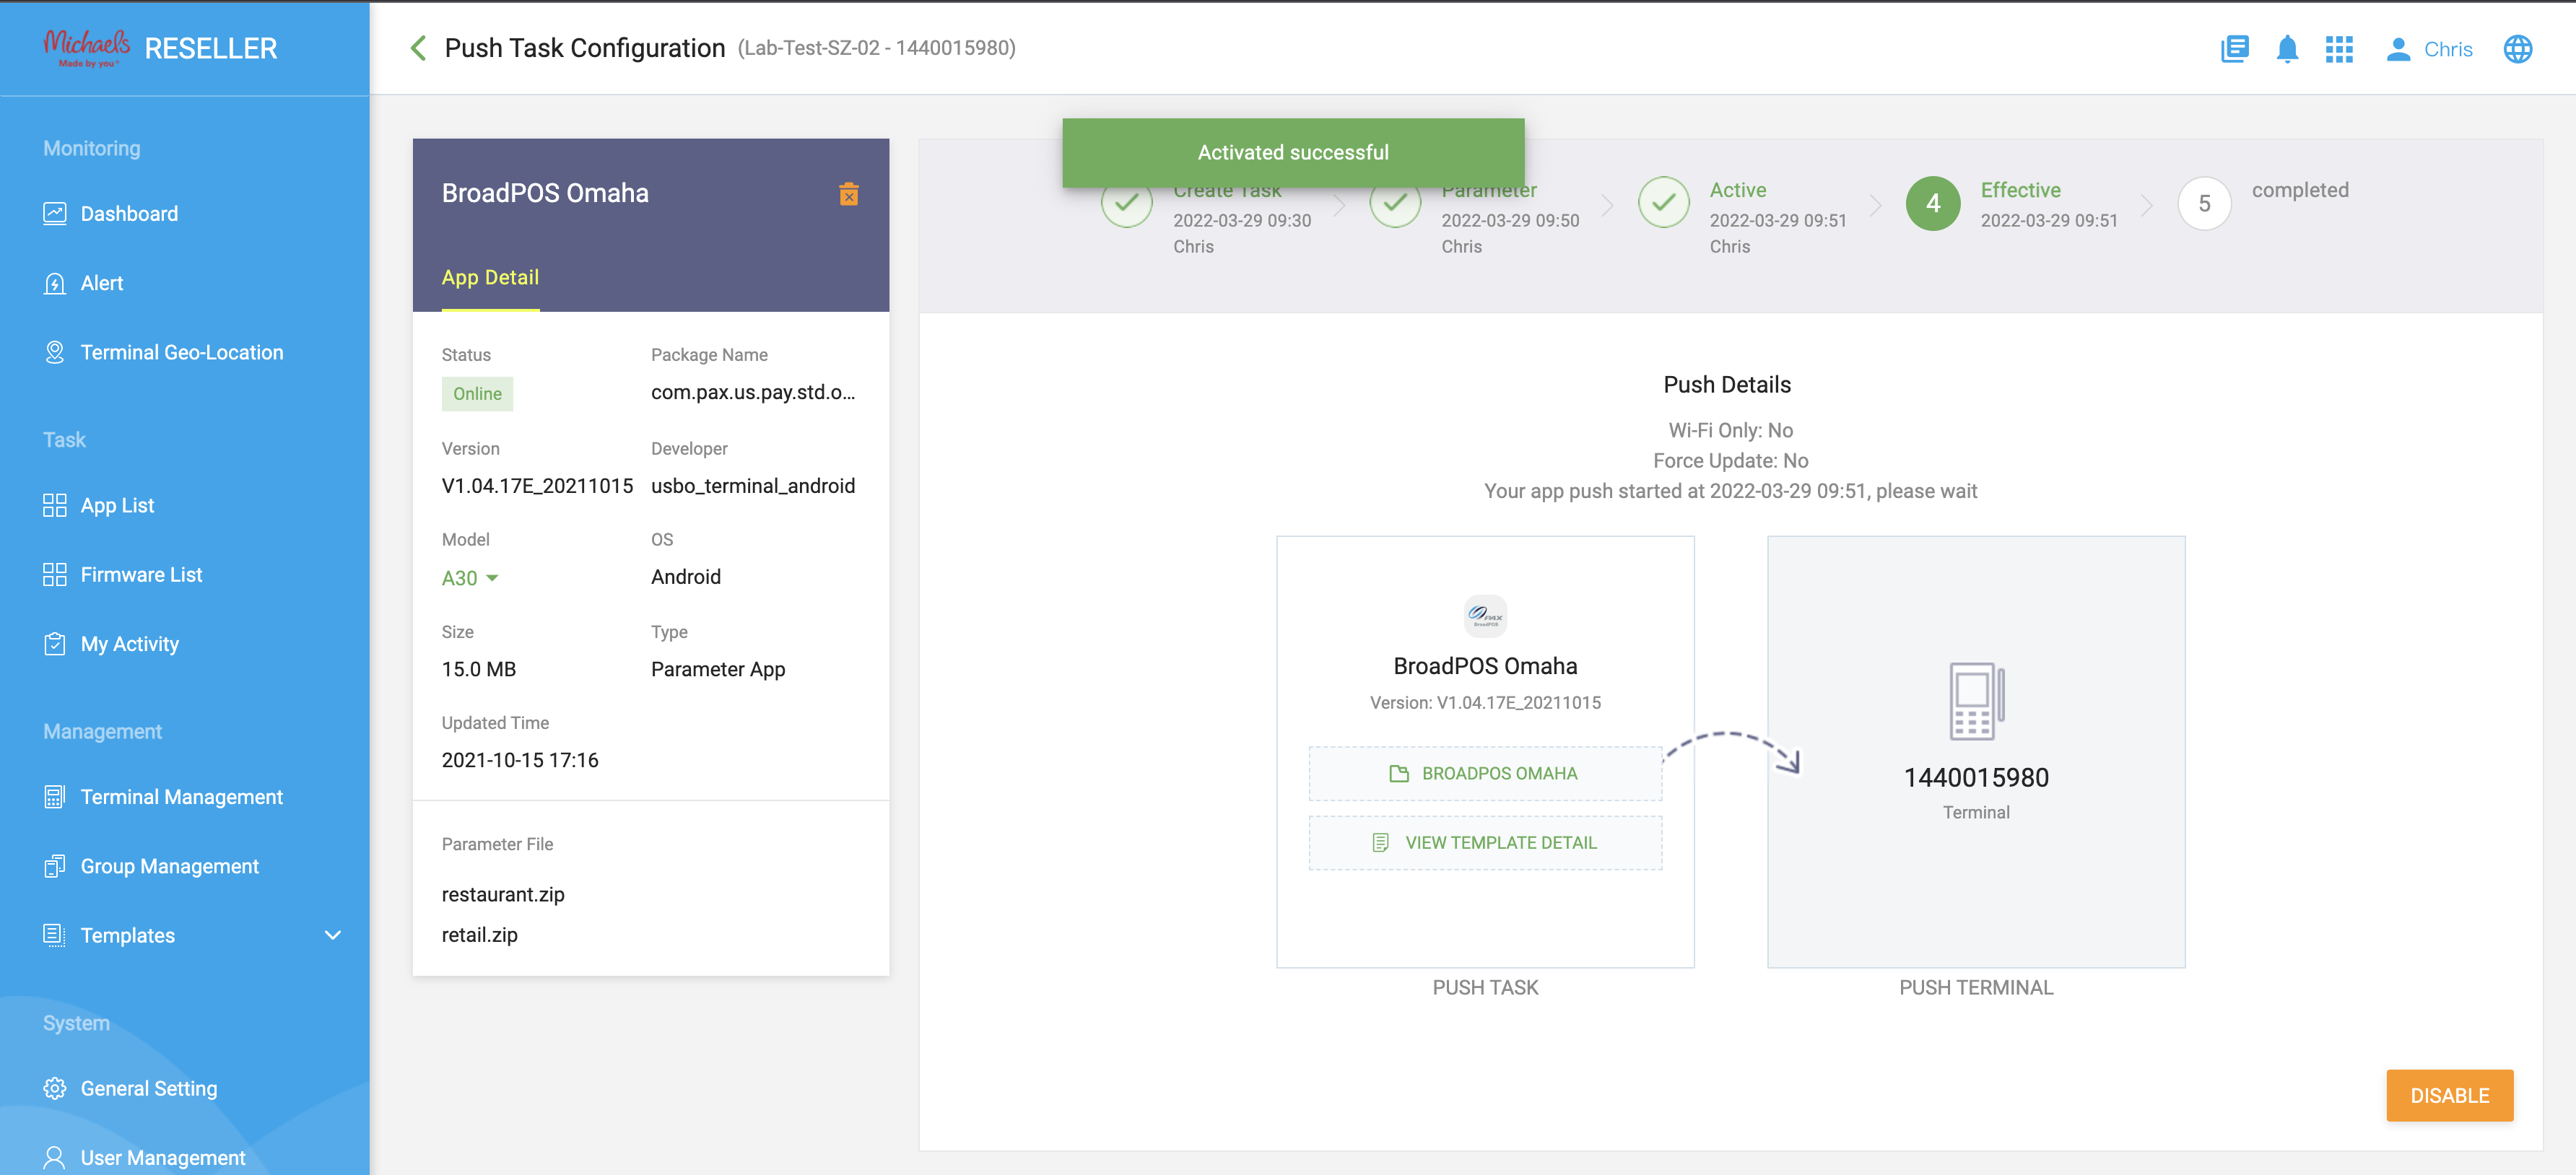 Michaels
Made by you
RESELLER
Push Task Configuration (Lab-Test-SZ-02 - 1440015980)
Chris
Monitoring
Dashboard
Alert
Terminal Geo-Location
Task
App List
Firmware List
My Activity
Management
Terminal Management
Group Management
Templates
System
General Setting
User Management
BroadPOS Omaha
App Detail
Status
Package Name
Online
com.pax.us.pay.std.o...
Version
Developer
V1.04.17E_20211015
usbo_terminal_android
Model
OS
A30
Android
Size
Type
15.0 MB
Parameter App
Updated Time
2021-10-15 17:16
Parameter File
restaurant.zip
retail.zip
Activated successful
Create Task
2022-03-29 09:30
Chris
Parameter
2022-03-29 09:50
Chris
Active
2022-03-29 09:51
Chris
4
Effective
2022-03-29 09:51
5
completed
Push Details
Wi-Fi Only: No
Force Update: No
Your app push started at 2022-03-29 09:51, please wait
PAX
BroadPOS
BroadPOS Omaha
Version: V1.04.17E_20211015
BROADPOS OMAHA
VIEW TEMPLATE DETAIL
PUSH TASK
1440015980
Terminal
PUSH TERMINAL
DISABLE